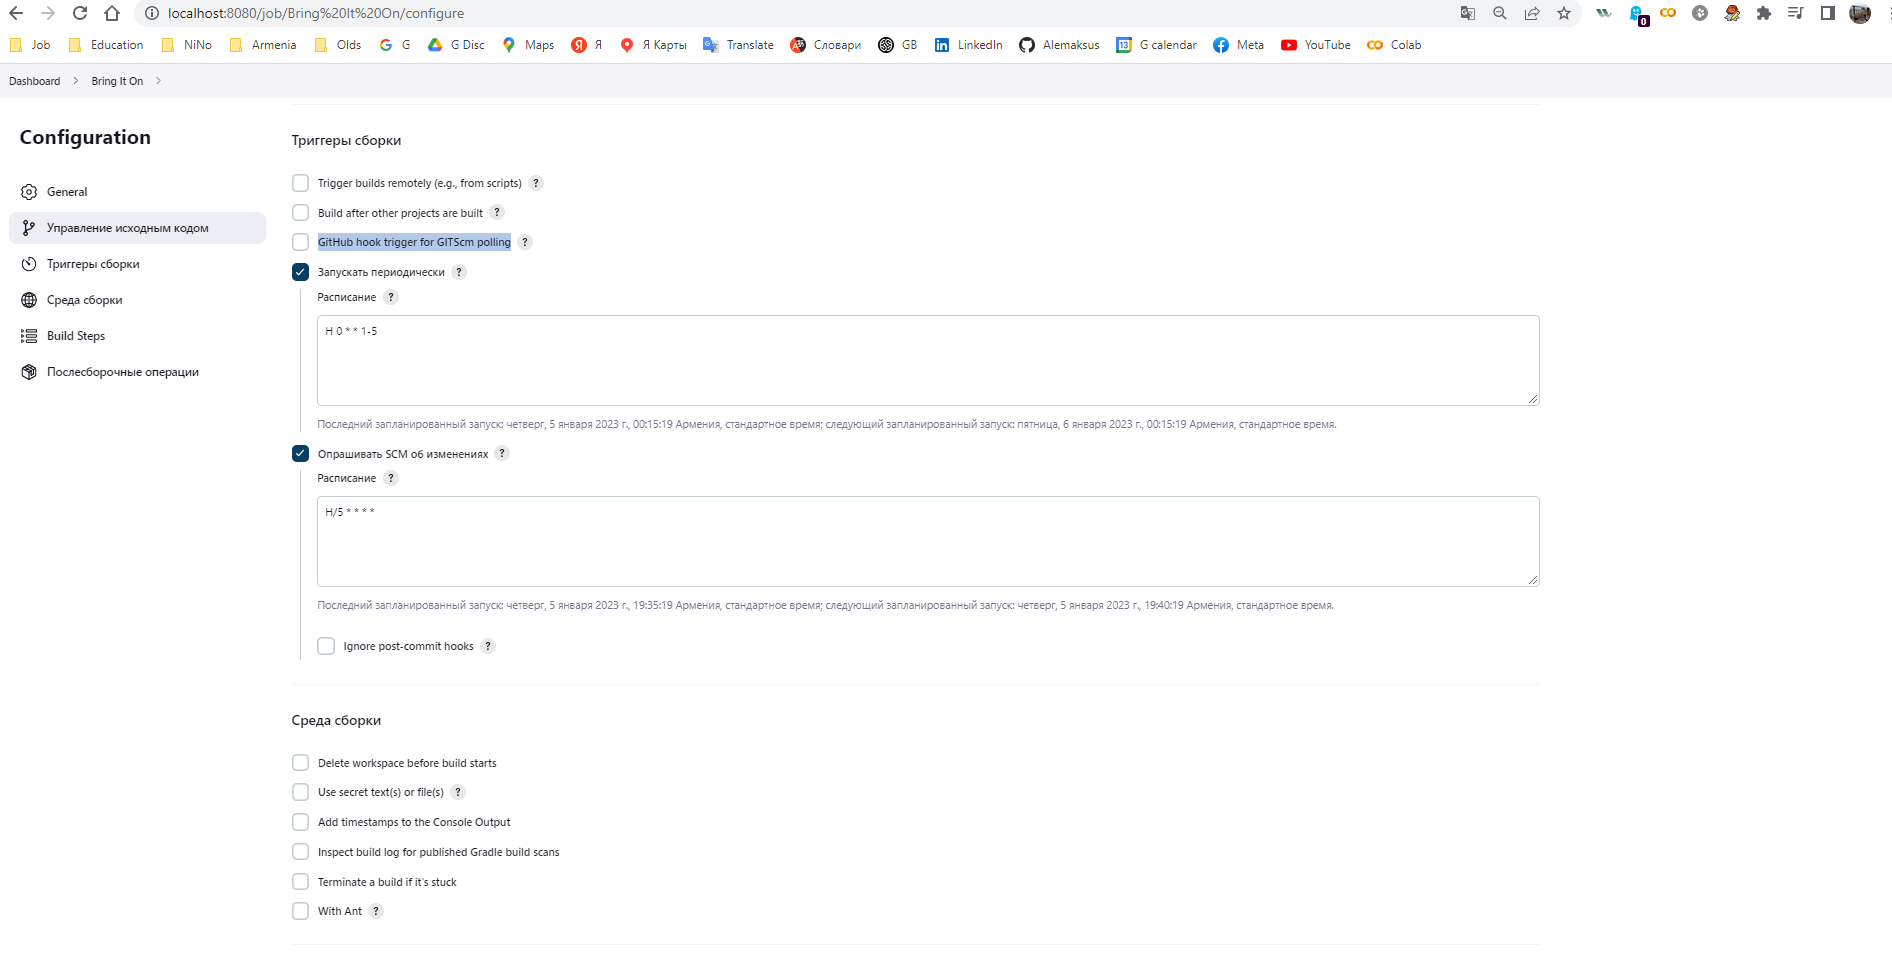 localhost:8080/job/Bring%20It%20On/configure
0
Job Education NiNo Armenia Olds G G Disc Maps Я Я Карты Translate Словари GB LinkedIn Alemaksus G calendar Meta YouTube Colab
Dashboard Bring It On
Configuration
General
Управление исходным кодом
Триггеры сборки
Среда сборки
Build Steps
Послесборочные операции
Триггеры сборки
Trigger builds remotely (e.g., from scripts) ?
Build after other projects are built ?
GitHub hook trigger for GITScm polling ?
Запускать периодически ?
Расписание ?
H 0 * * 1-5
Последний запланированный запуск: четверг, 5 января 2023 г., 00:15:19 Армения, стандартное время; следующий запланированный запуск: пятница, 6 января 2023 г., 00:15:19 Армения, стандартное время.
Опрашивать SCM об изменениях ?
Расписание ?
H/5 * * * *
Последний запланированный запуск: четверг, 5 января 2023 г., 19:35:19 Армения, стандартное время; следующий запланированный запуск: четверг, 5 января 2023 г., 19:40:19 Армения, стандартное время.
Ignore post-commit hooks ?
Среда сборки
Delete workspace before build starts
Use secret text(s) or file(s) ?
Add timestamps to the Console Output
Inspect build log for published Gradle build scans
Terminate a build if it's stuck
With Ant ?